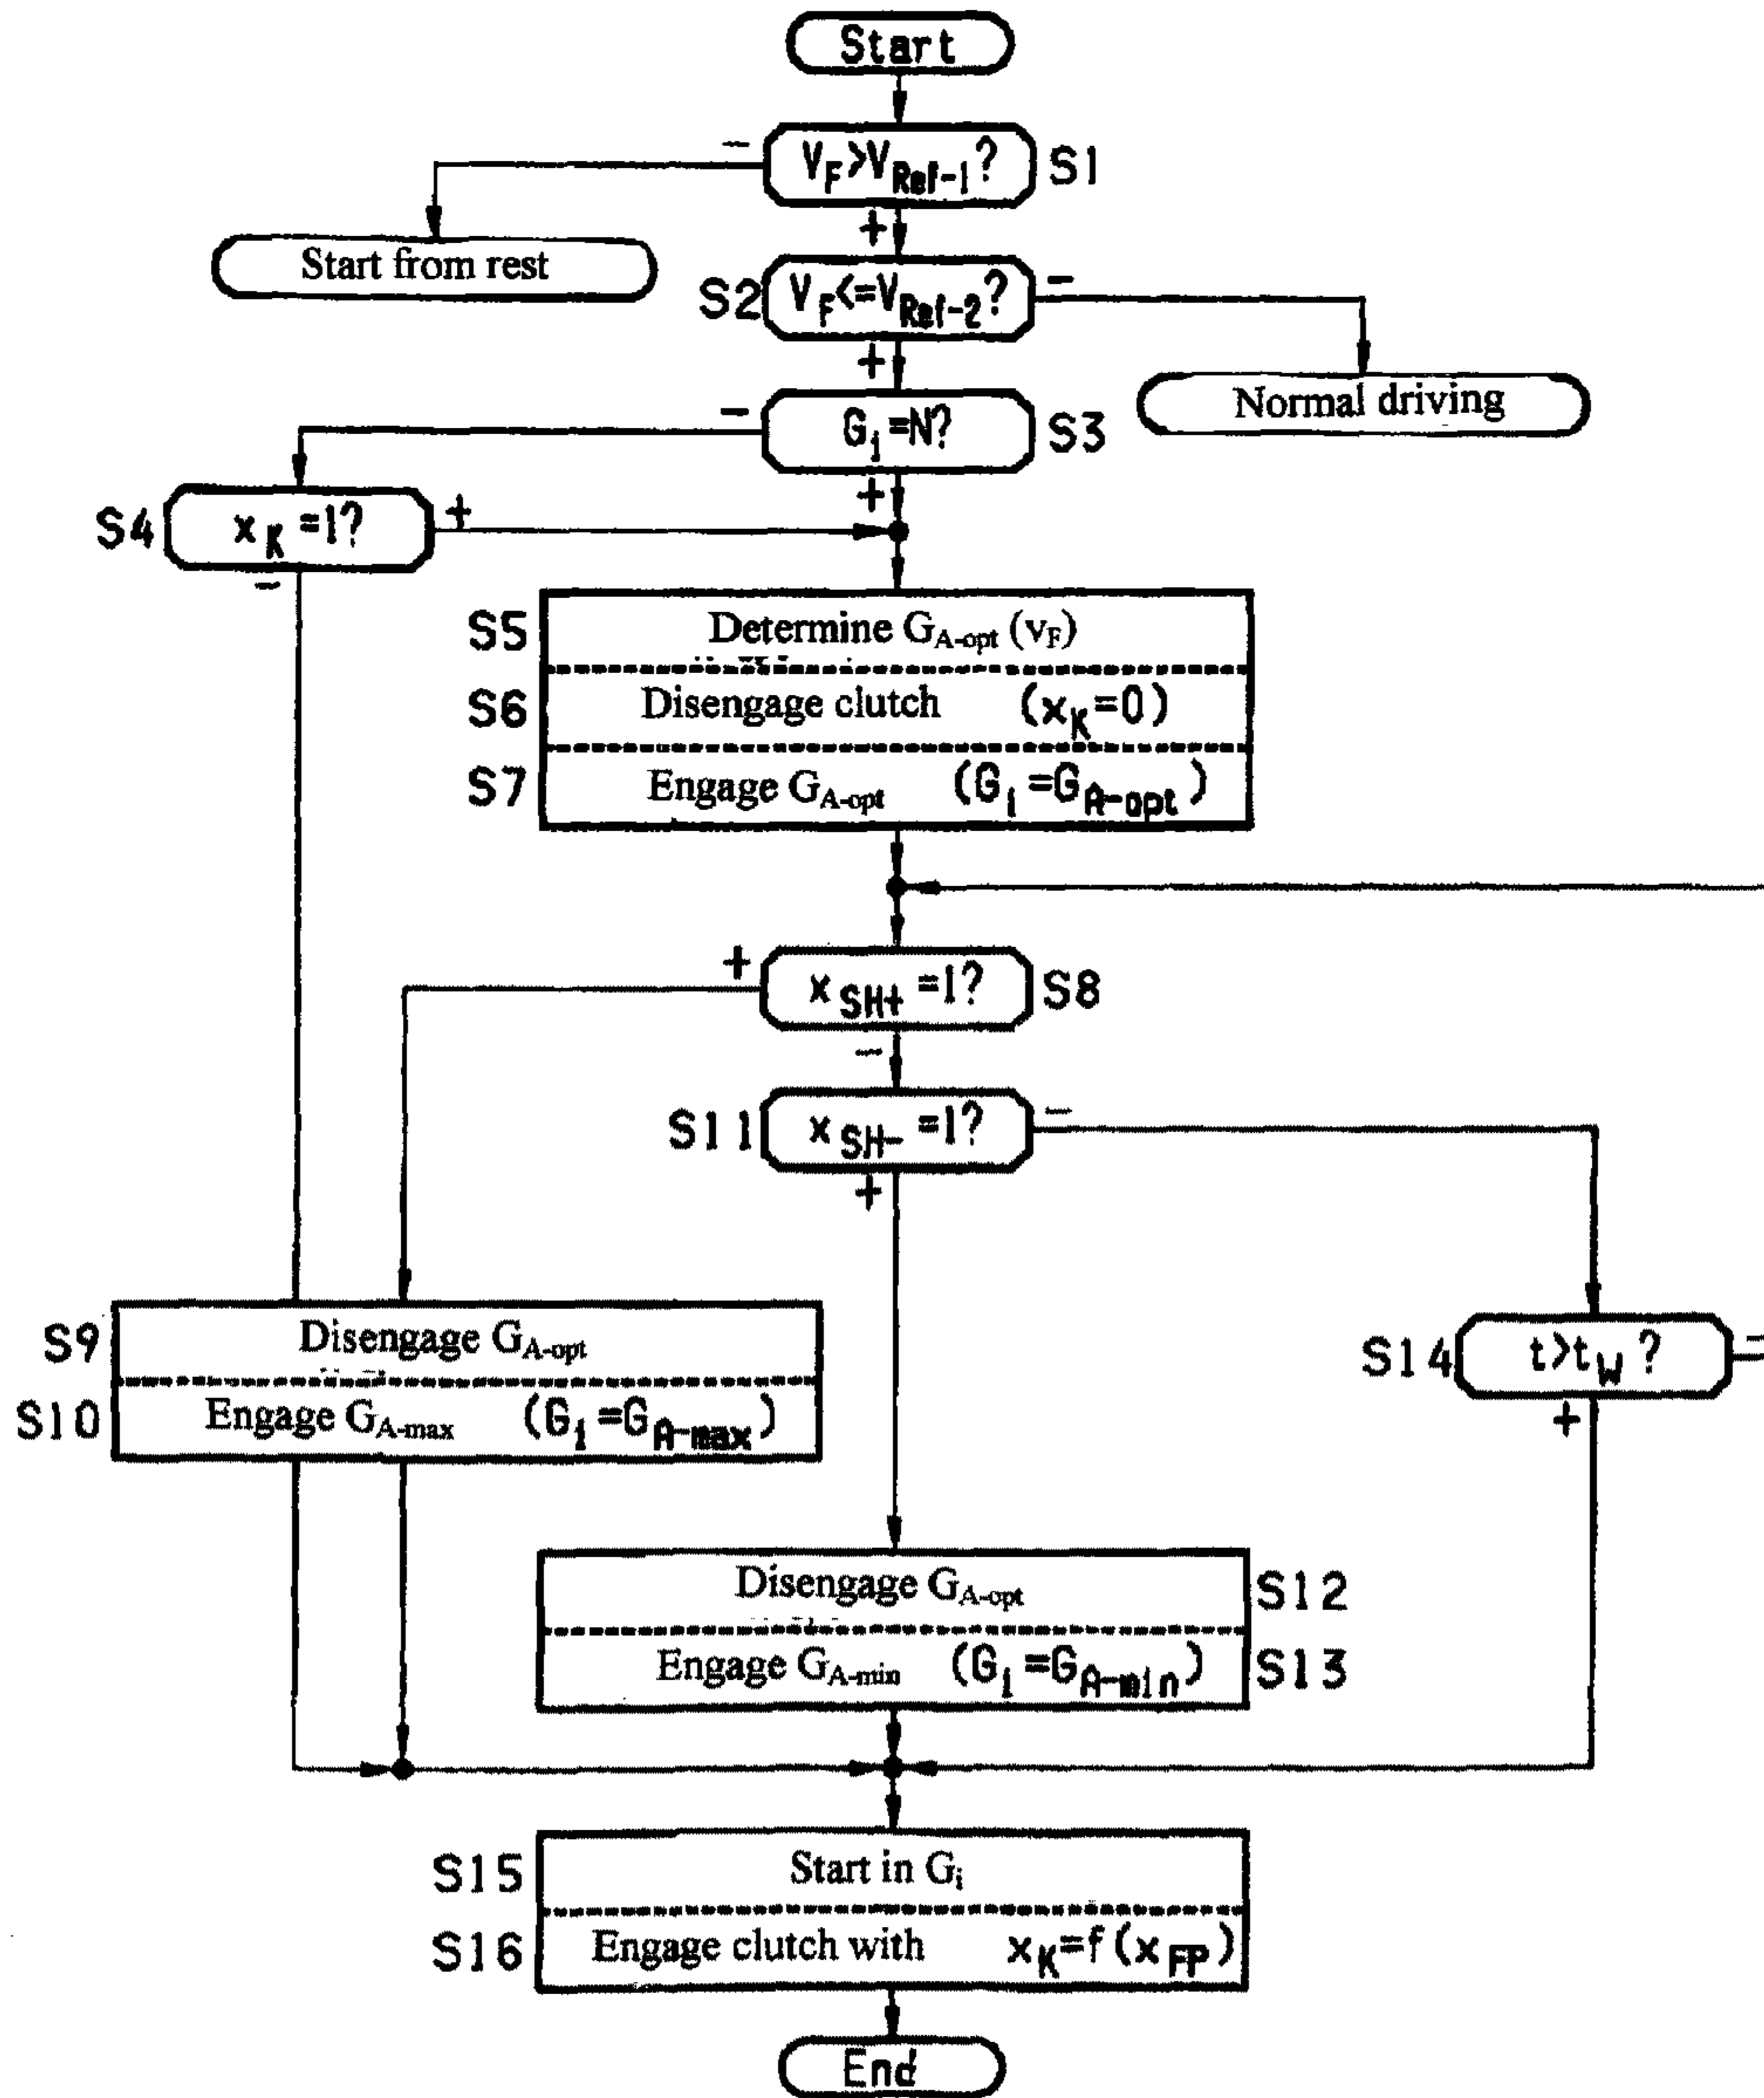 Start
-
V_F>V_Ref-1? S1
+
Start from rest
S2 V_F<=V_Ref-2? -
+
Normal driving
- G_i=N? S3
+
S4 x_K=1? +
-
S5 Determine G_A-opt (v_F)
S6 Disengage clutch (x_K=0)
S7 Engage G_A-opt (G_i=G_A-opt)
+ x_SH+=1? S8
-
S11 x_SH-=1? -
+
S9 Disengage G_A-opt
S14 t>t_W? -
S10 Engage G_A-max (G_i=G_A-max)
+
Disengage G_A-opt S12
Engage G_A-min (G_i=G_A-min) S13
S15 Start in G_i
S16 Engage clutch with x_K=f(x_FP)
End